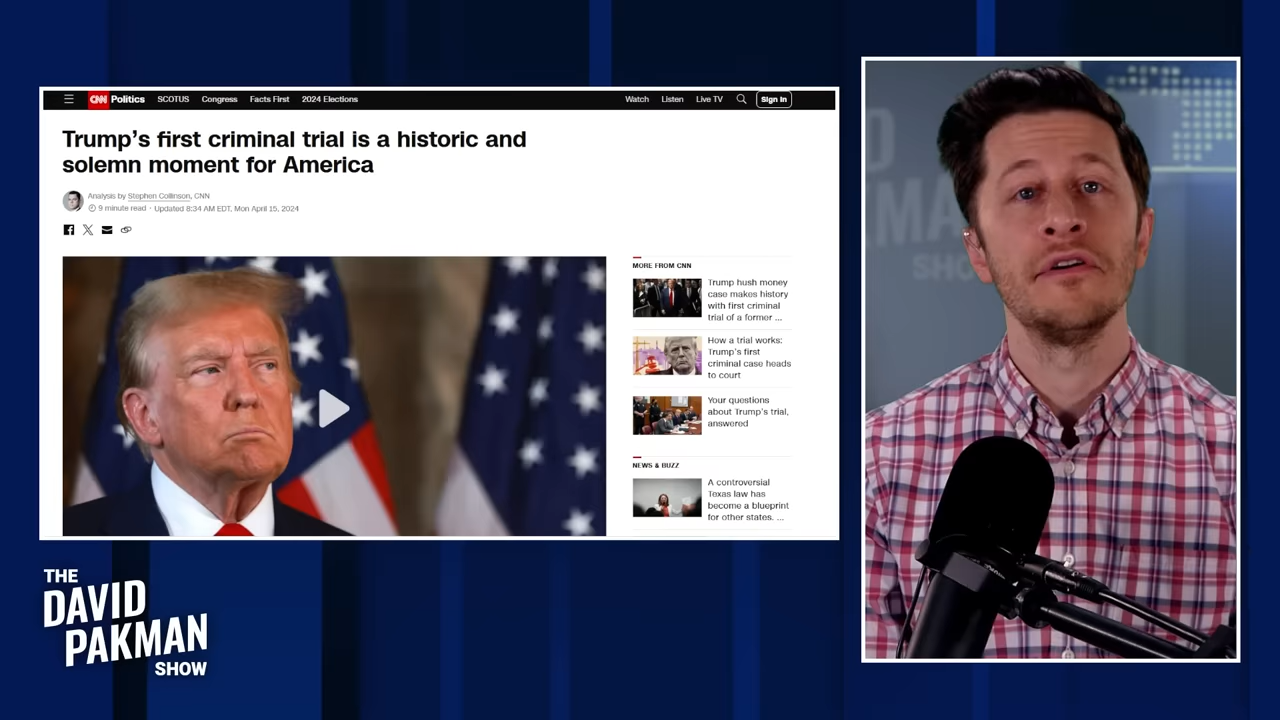 CNN Politics SCOTUS Congress Facts First 2024 Elections Watch Listen Live TV Sign in
Trump's first criminal trial is a historic and
solemn moment for America
Analysis by Stephen Collinson, CNN
9 minute read · Updated 8:34 AM EDT, Mon April 15, 2024
MORE FROM CNN
Trump hush money
case makes history
with first criminal
trial of a former ...
How a trial works:
Trump's first
criminal case heads
to court
Your questions
about Trump's trial,
answered
NEWS & BUZZ
A controversial
Texas law has
become a blueprint
for other states. ...
THE
DAVID
PAKMAN
SHOW